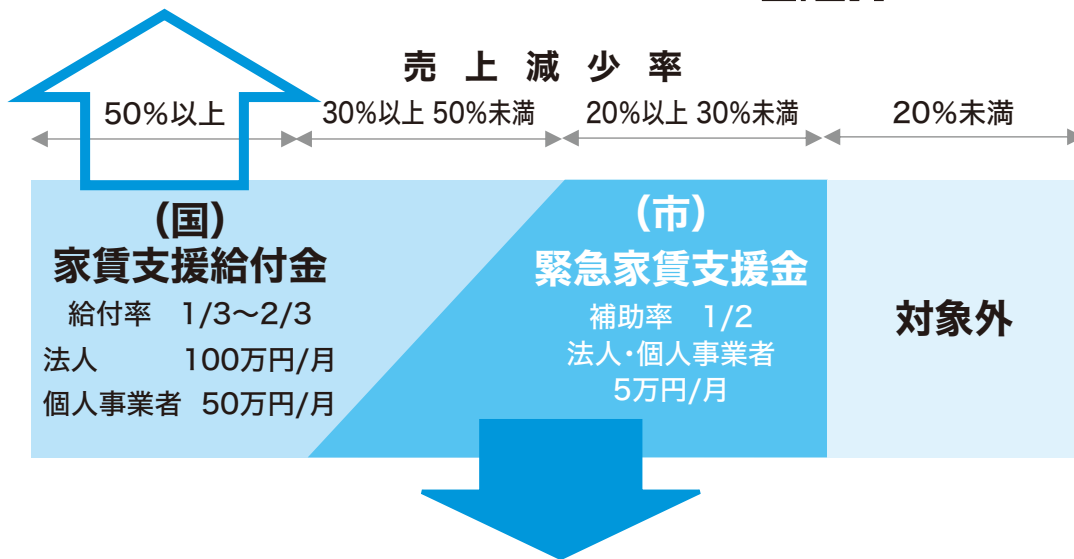 売上減少率
50%以上
30%以上 50%未満
20%以上 30%未満
20%未満
(国)
家賃支援給付金
給付率 1/3〜2/3
法人 100万円/月
個人事業者 50万円/月
(市)
緊急家賃支援金
補助率 1/2
法人・個人事業者
5万円/月
対象外